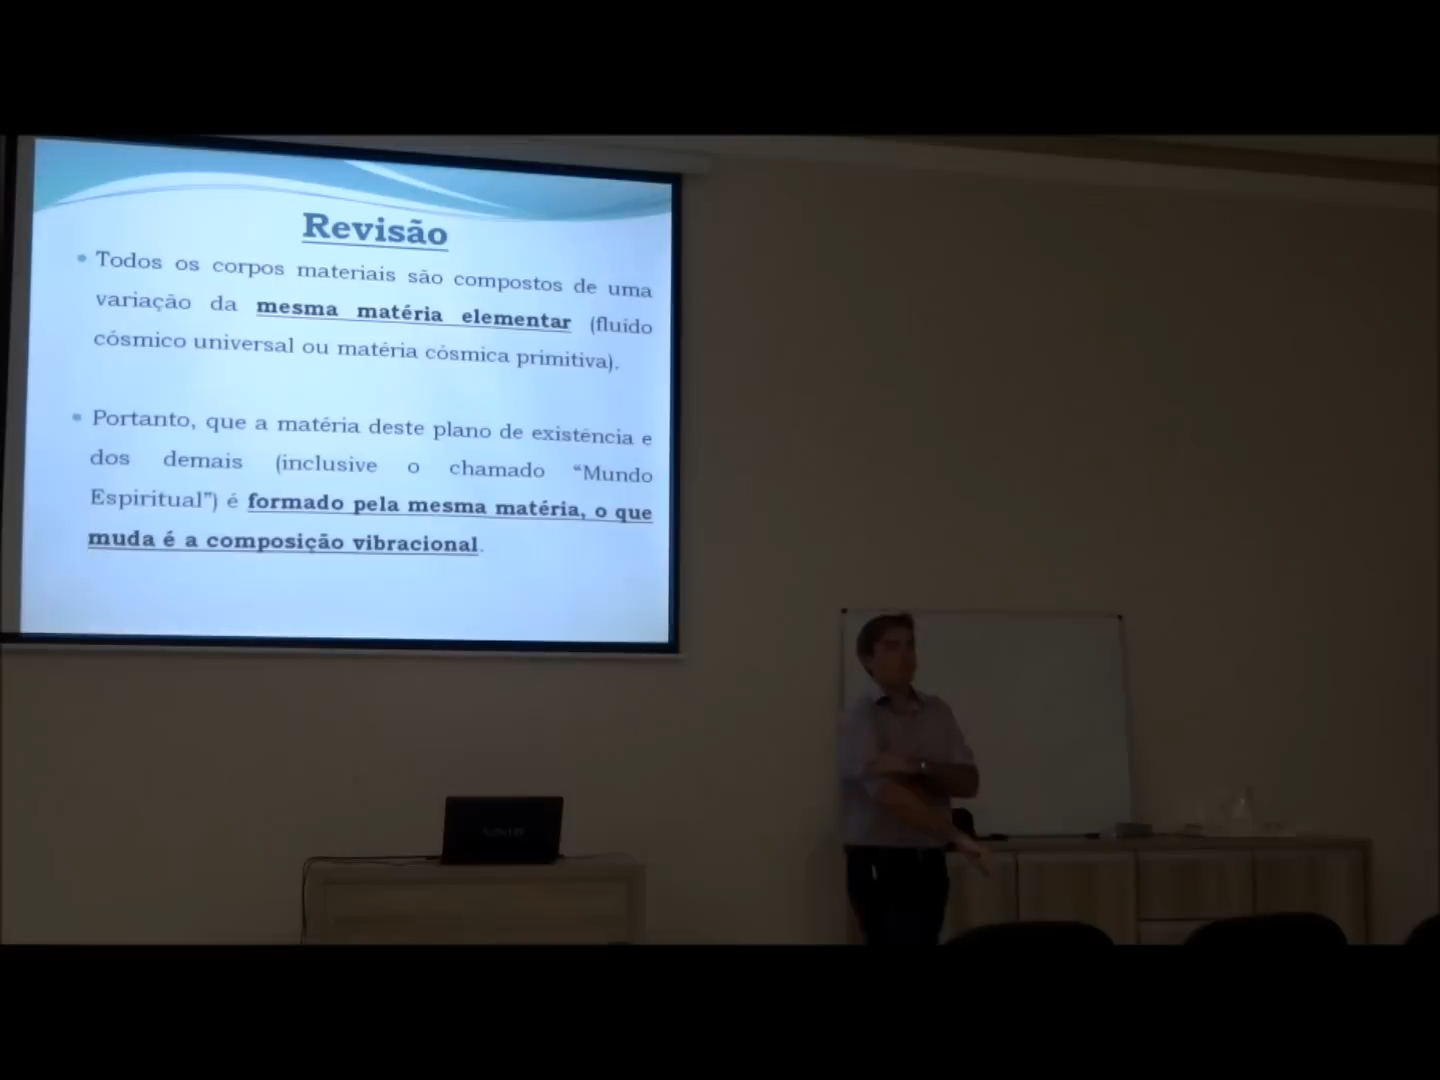 Revisão
• Todos os corpos materiais são compostos de uma
variação da mesma matéria elementar (fluido
cósmico universal ou matéria cósmica primitiva).
• Portanto, que a matéria deste plano de existência e
dos demais (inclusive o chamado “Mundo
Espiritual”) é formado pela mesma matéria, o que
muda é a composição vibracional.